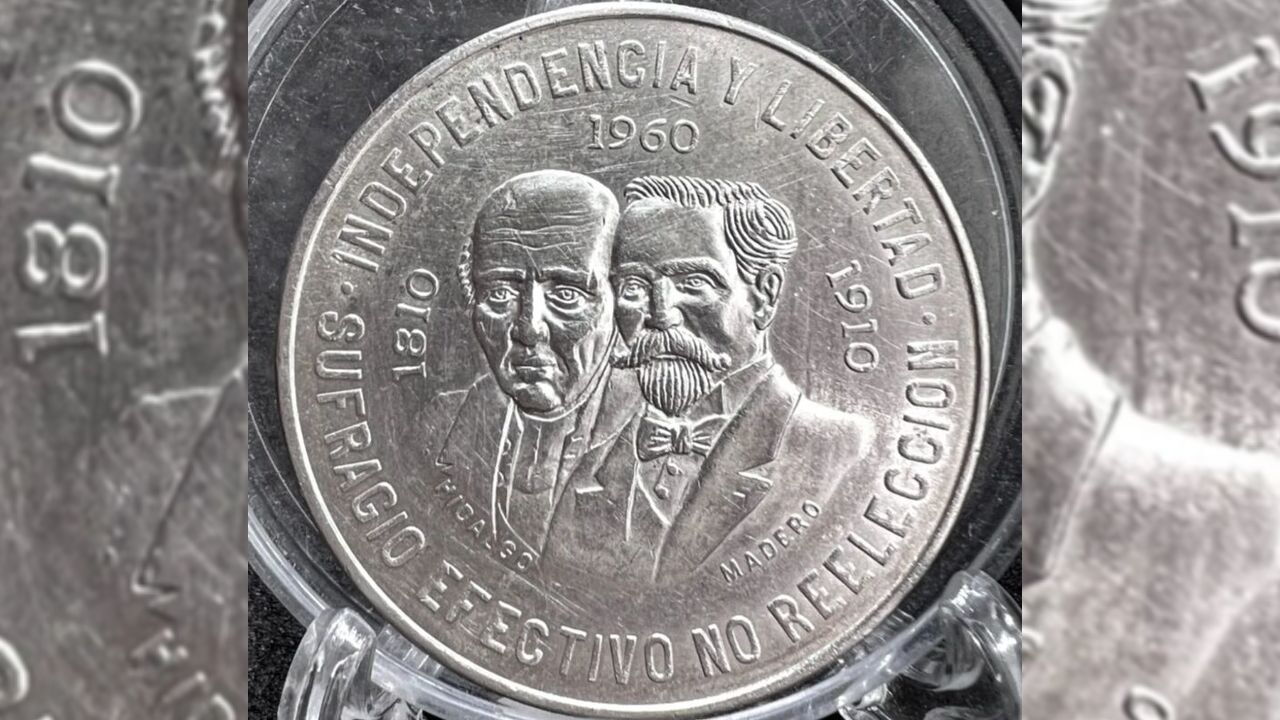 · INDEPENDENCIA Y LIBERTAD ·
1960
1810
1910
HIDALGO
MADERO
SUFRAGIO EFECTIVO NO REELECCION
1810
1910